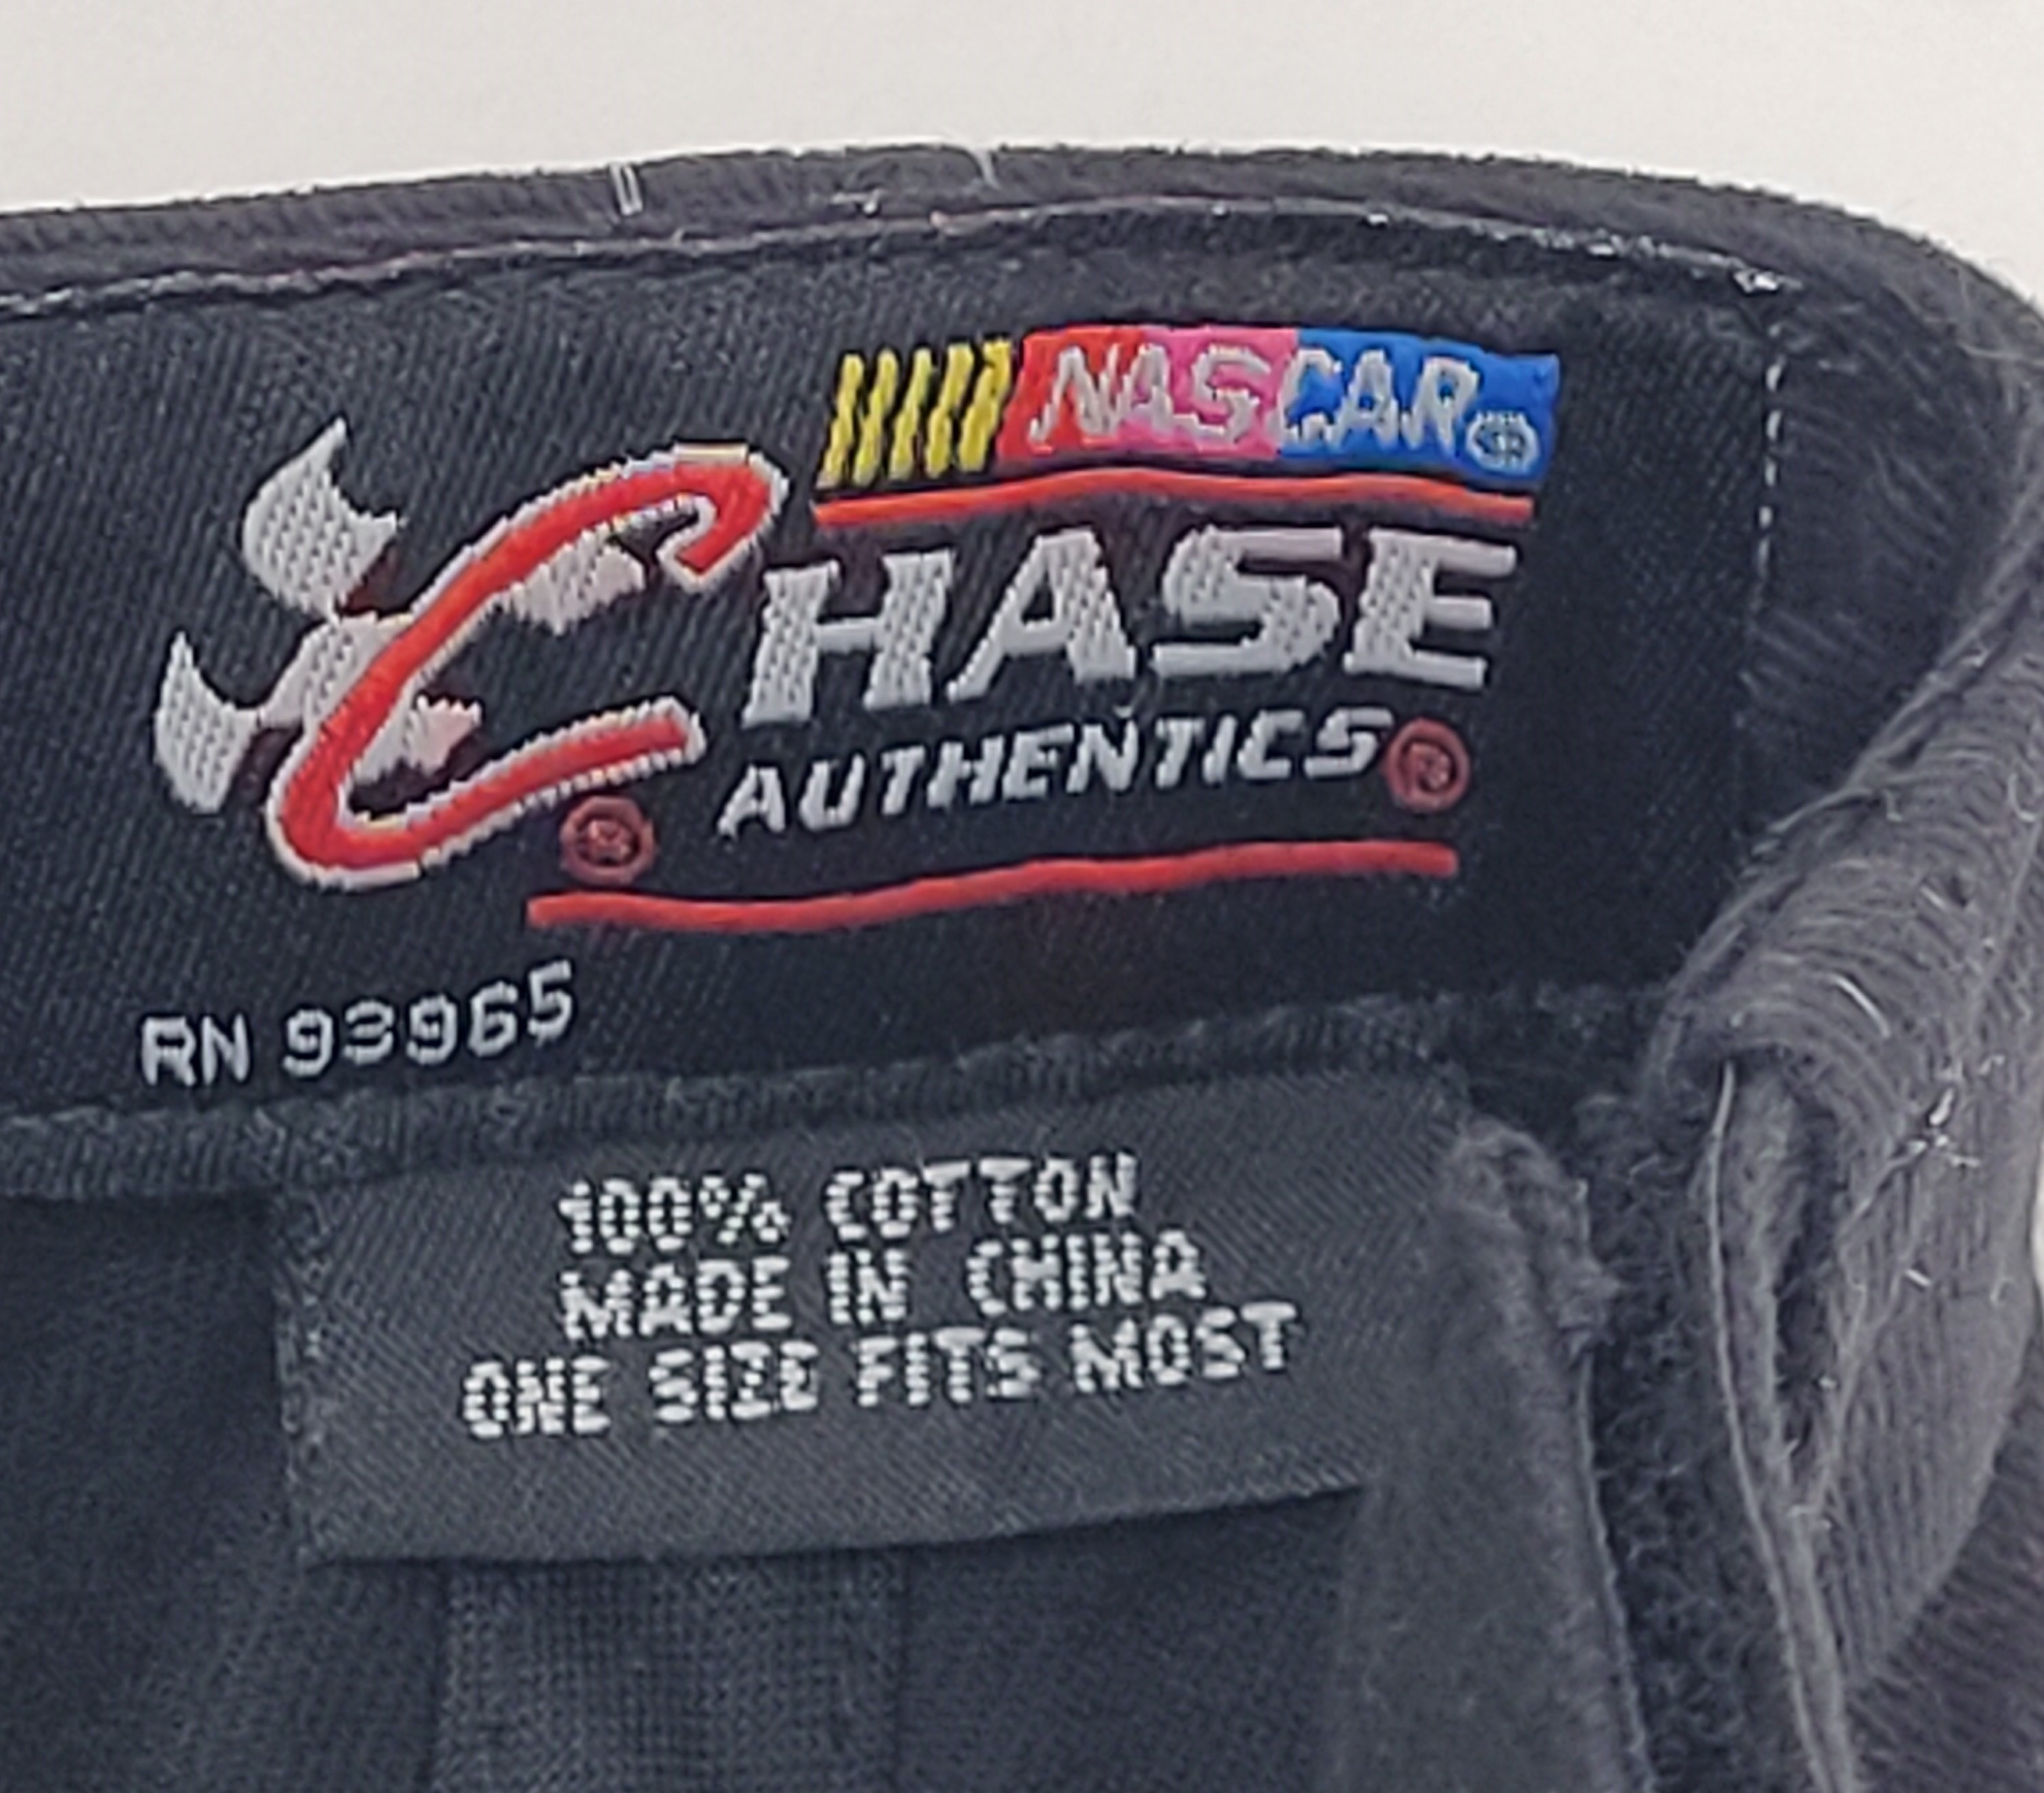 NASCAR®
CHASE
AUTHENTICS®
®
RN 93965
100% COTTON
MADE IN CHINA
ONE SIZE FITS MOST